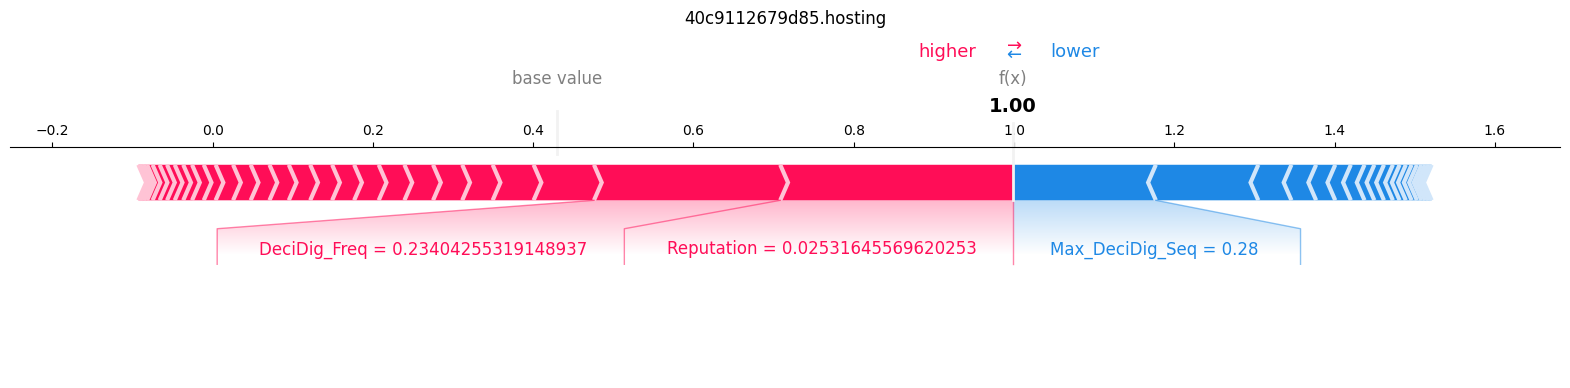 40c9112679d85.hosting
higher → lower
←
base value f(x)
1.00
−0.2 0.0 0.2 0.4 0.6 0.8 1.0 1.2 1.4 1.6
DeciDig_Freq = 0.23404255319148937 Reputation = 0.02531645569620253 Max_DeciDig_Seq = 0.28